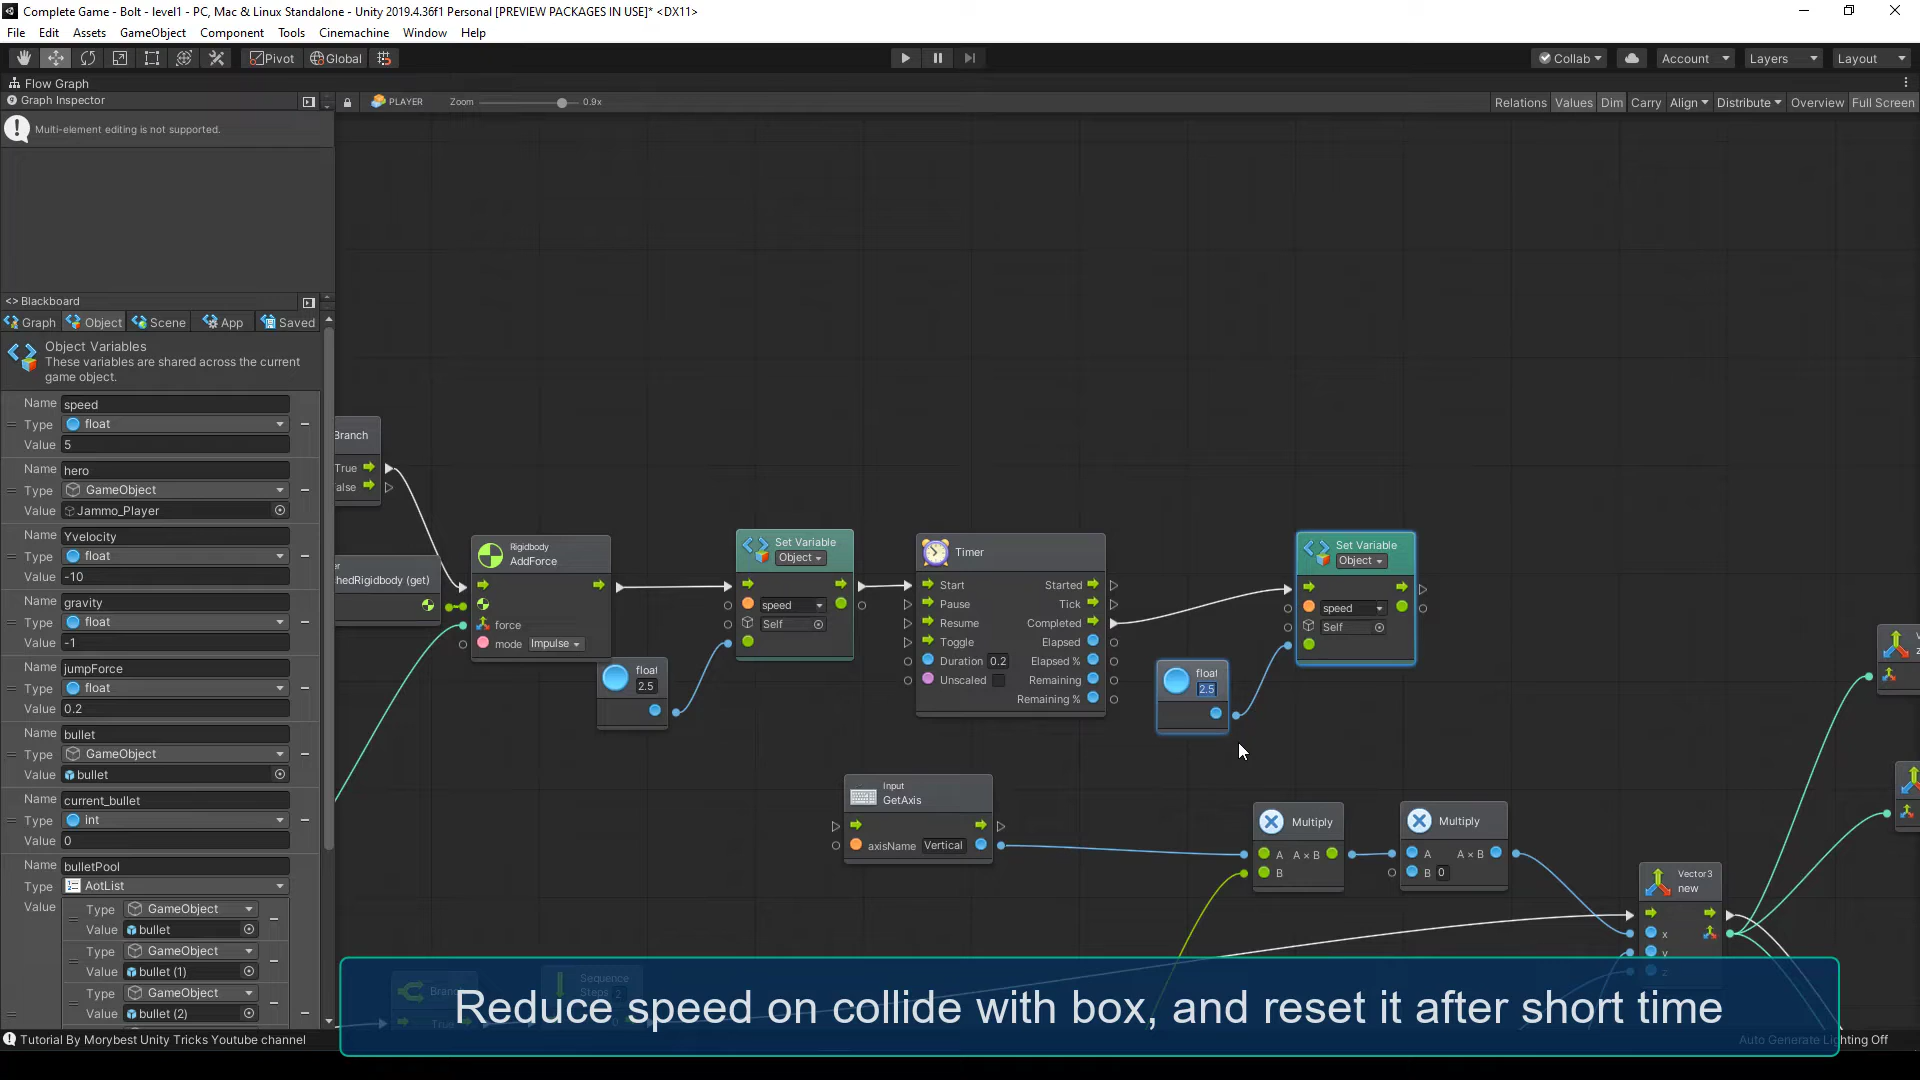 Complete Game - Bolt - level1 - PC, Mac & Linux Standalone - Unity 2019.4.36f1 Personal [PREVIEW PACKAGES IN USE]* <DX11>
File Edit Assets GameObject Component Tools Cinemachine Window Help
Pivot Global Collab Account Layers Layout
Flow Graph
Graph Inspector
PLAYER Zoom 0.9x Relations Values Dim Carry Align Distribute Overview Full Screen
Multi-element editing is not supported.
<> Blackboard
Graph Object Scene App Saved
Object Variables
These variables are shared across the current
game object.
Name speed
Type float
Value 5
Name hero
Type GameObject
Value Jammo_Player
Name Yvelocity
Type float
Value -10
Name gravity
Type float
Value -1
Name jumpForce
Type float
Value 0.2
Name bullet
Type GameObject
Value bullet
Name current_bullet
Type int
Value 0
Name bulletPool
Type AotList
Value
Type GameObject
Value bullet
Type GameObject
Value bullet (1)
Type GameObject
Value bullet (2)
Branch
True
alse
hedRigidbody (get)
Rigidbody
AddForce
force
mode Impulse
float
2.5
Set Variable
Object
speed
Self
Timer
Start Started
Pause Tick
Resume Completed
Toggle Elapsed
Duration 0.2 Elapsed %
Unscaled Remaining
Remaining %
float
2.5
Set Variable
Object
speed
Self
Input
GetAxis
axisName Vertical
Multiply
A A × B
B
Multiply
A A × B
B 0
Vector3
new
x
y
z
Sequence
Steps 2
True
Reduce speed on collide with box, and reset it after short time
Tutorial By Morybest Unity Tricks Youtube channel
Auto Generate Lighting Off